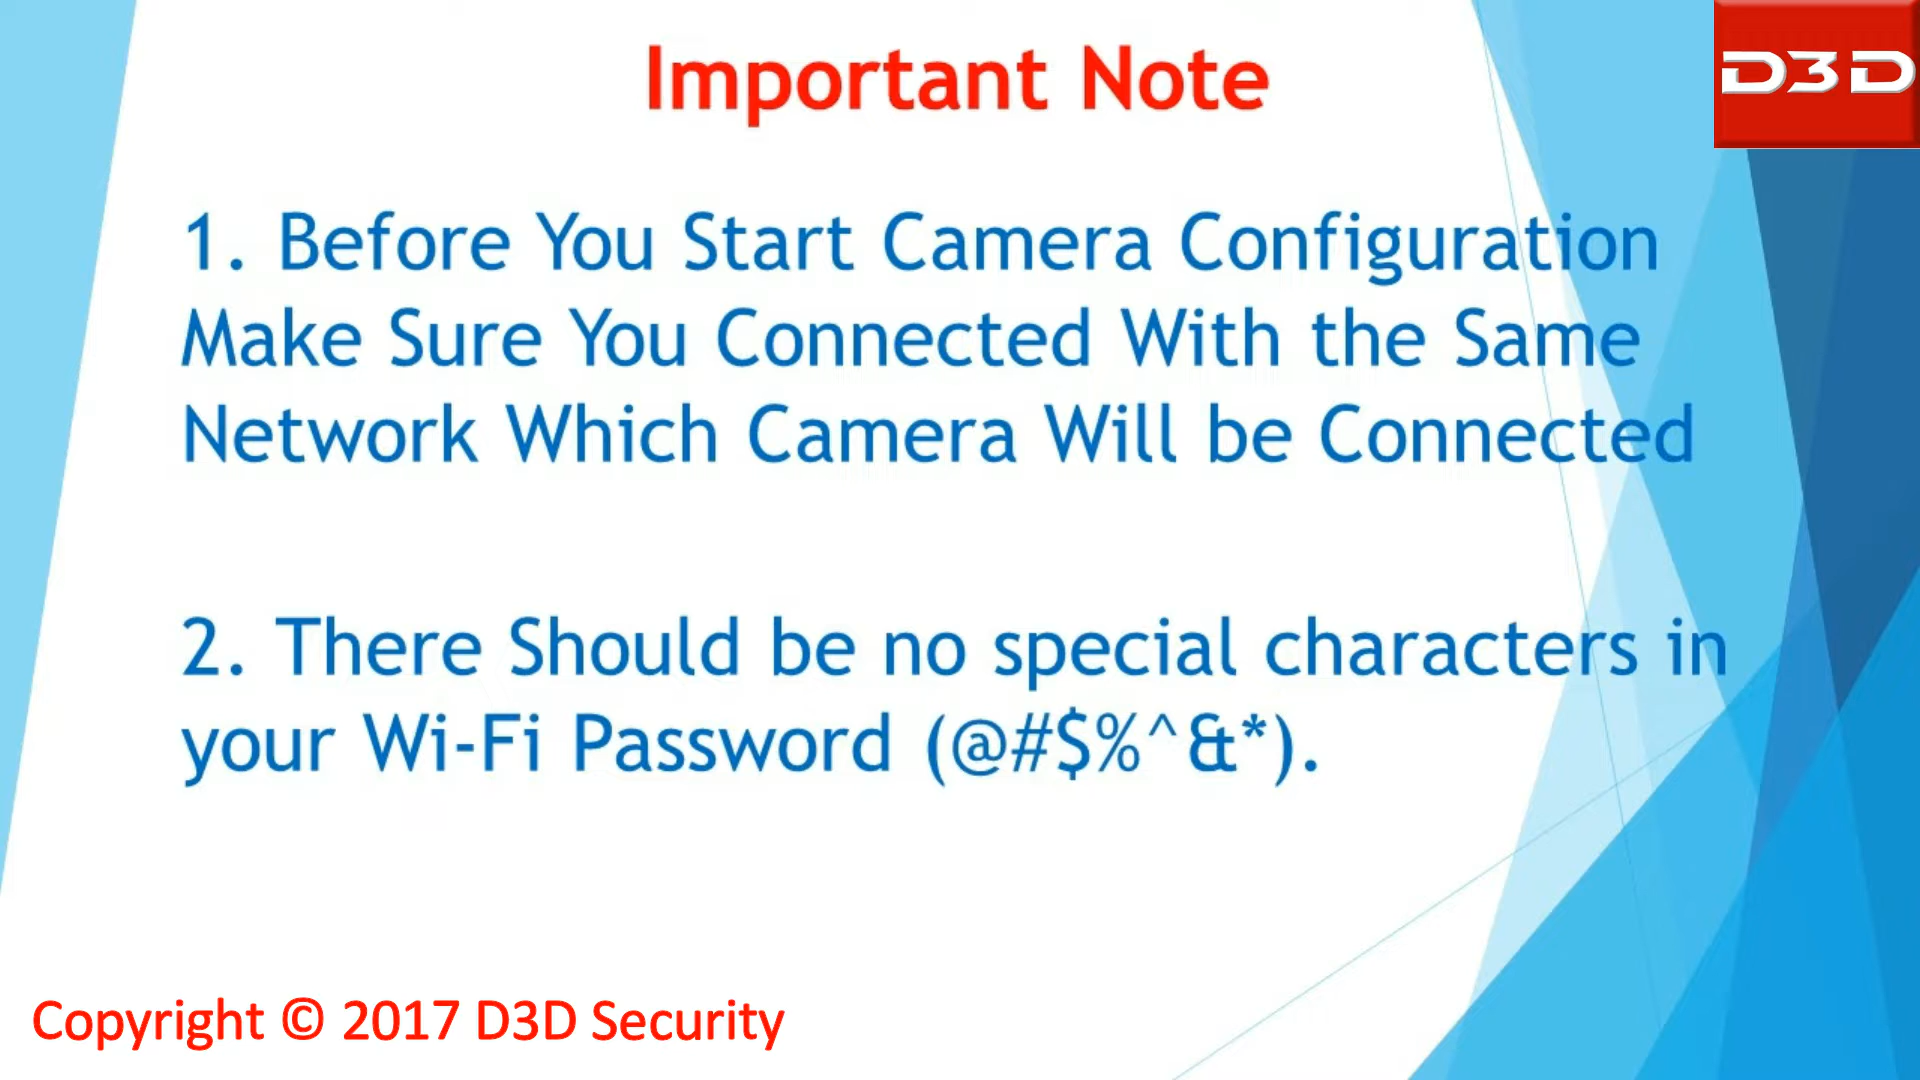 Important Note
D3D
1. Before You Start Camera Configuration
Make Sure You Connected With the Same
Network Which Camera Will be Connected
2. There Should be no special characters in
your Wi-Fi Password (@#$%^&*).
Copyright © 2017 D3D Security